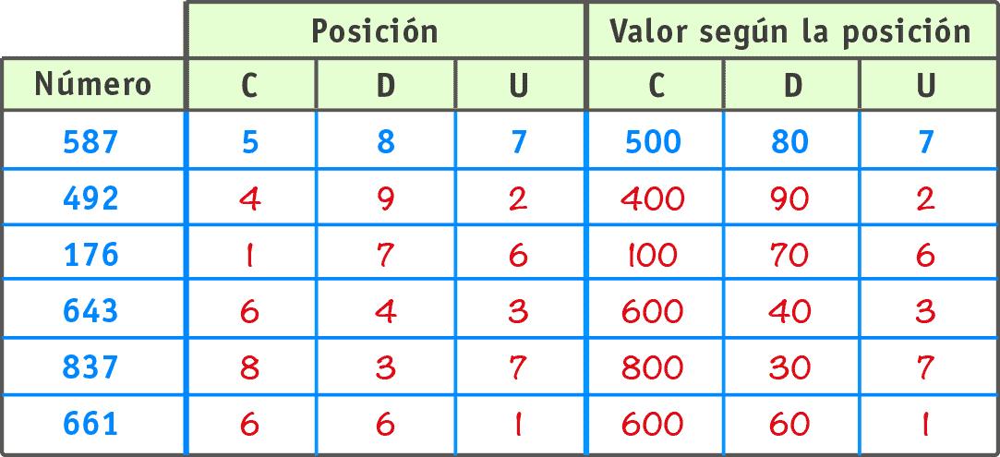 Posición Valor según la posición
Número C D U C D U
587 5 8 7 500 80 7
492 4 9 2 400 90 2
176 1 7 6 100 70 6
643 6 4 3 600 40 3
837 8 3 7 800 30 7
661 6 6 1 600 60 1